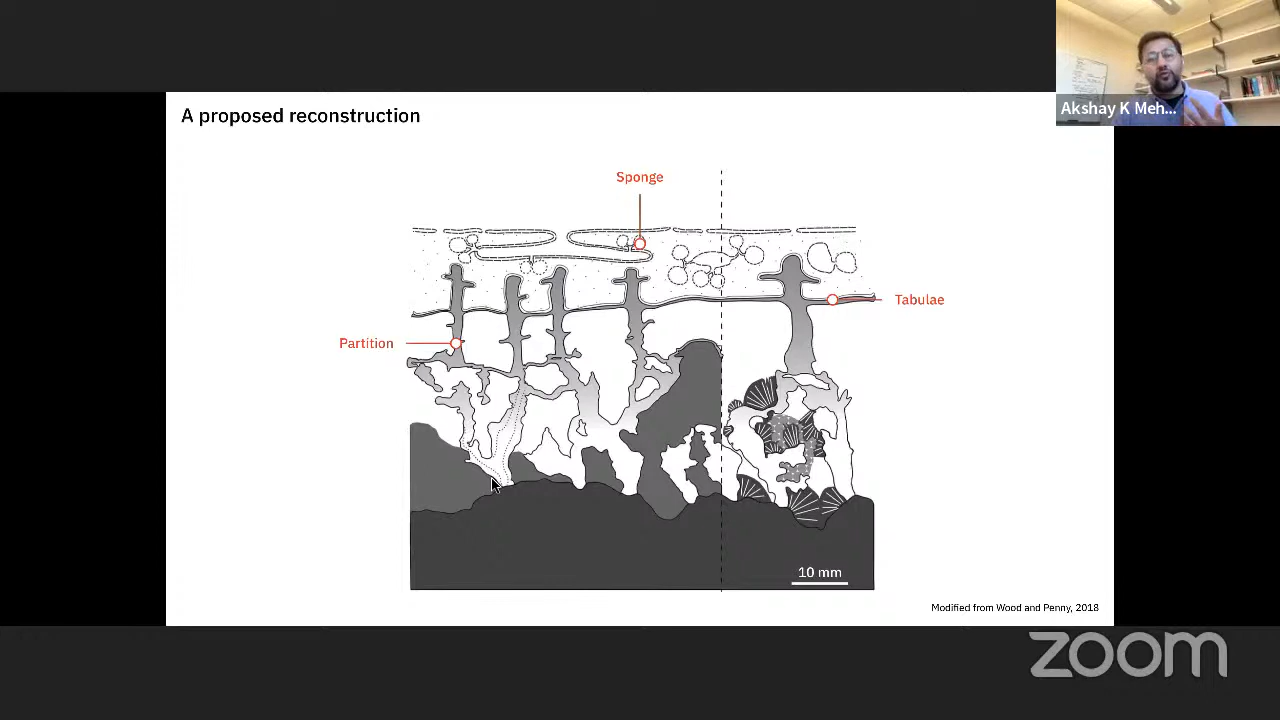 A proposed reconstruction
Akshay K Meh...
Sponge
Tabulae
Partition
10 mm
Modified from Wood and Penny, 2018
zoom